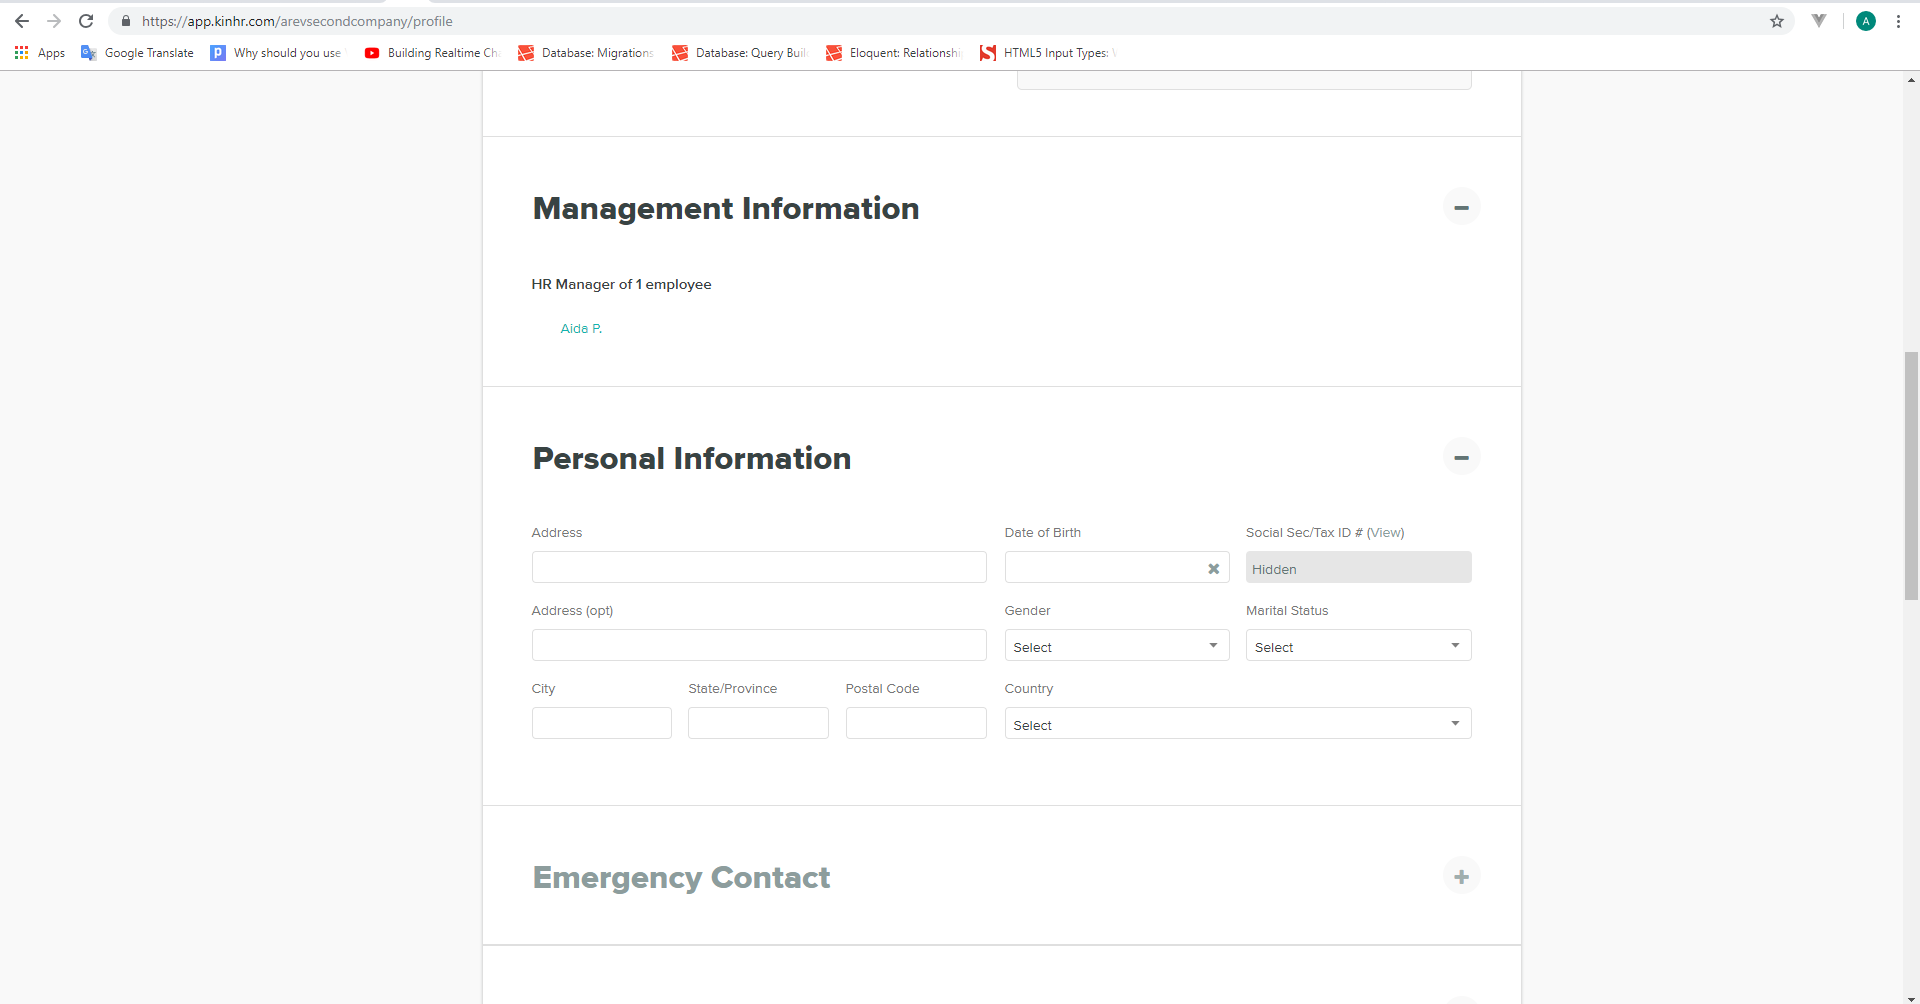 https://app.kinhr.com/arevsecondcompany/profile
A
Apps Google Translate Why should you use Building Realtime Ch Database: Migrations Database: Query Buil Eloquent: Relationshi HTML5 Input Types:
Management Information
HR Manager of 1 employee
Aida P.
Personal Information
Address Date of Birth Social Sec/Tax ID # (View)
Hidden
Address (opt) Gender Marital Status
Select Select
City State/Province Postal Code Country
Select
Emergency Contact